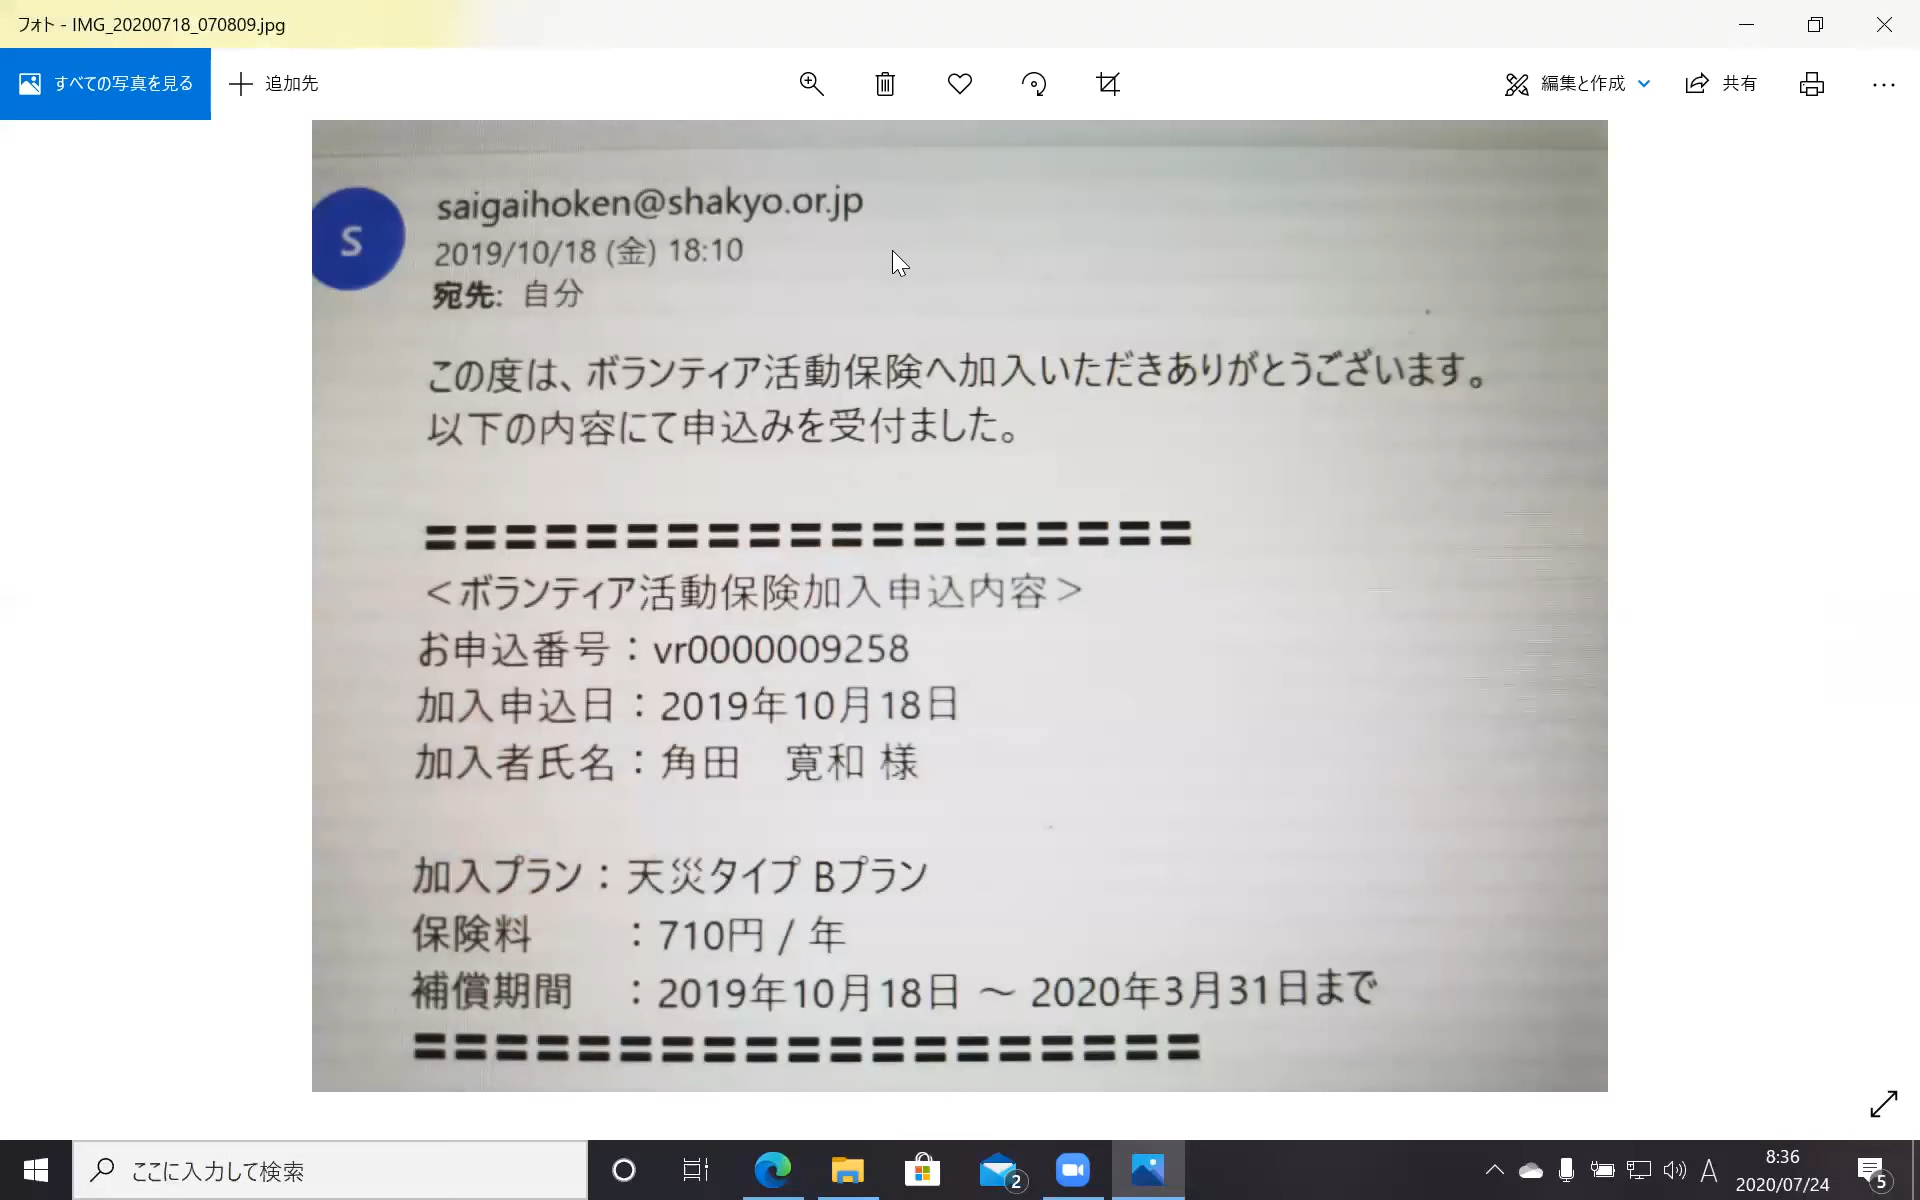 フォト - IMG_20200718_070809.jpg
すべての写真を見る
追加先
編集と作成
共有
s
saigaihoken@shakyo.or.jp
2019/10/18 (金) 18:10
宛先: 自分
この度は、ボランティア活動保険へ加入いただきありがとうございます。
以下の内容にて申込みを受付ました。
===================
＜ボランティア活動保険加入申込内容＞
お申込番号：vr0000009258
加入申込日：2019年10月18日
加入者氏名：角田　寛和 様
加入プラン：天災タイプ Bプラン
保険料　　：710円 / 年
補償期間　：2019年10月18日 ～ 2020年3月31日まで
===================
ここに入力して検索
2
A
8:36
2020/07/24
5